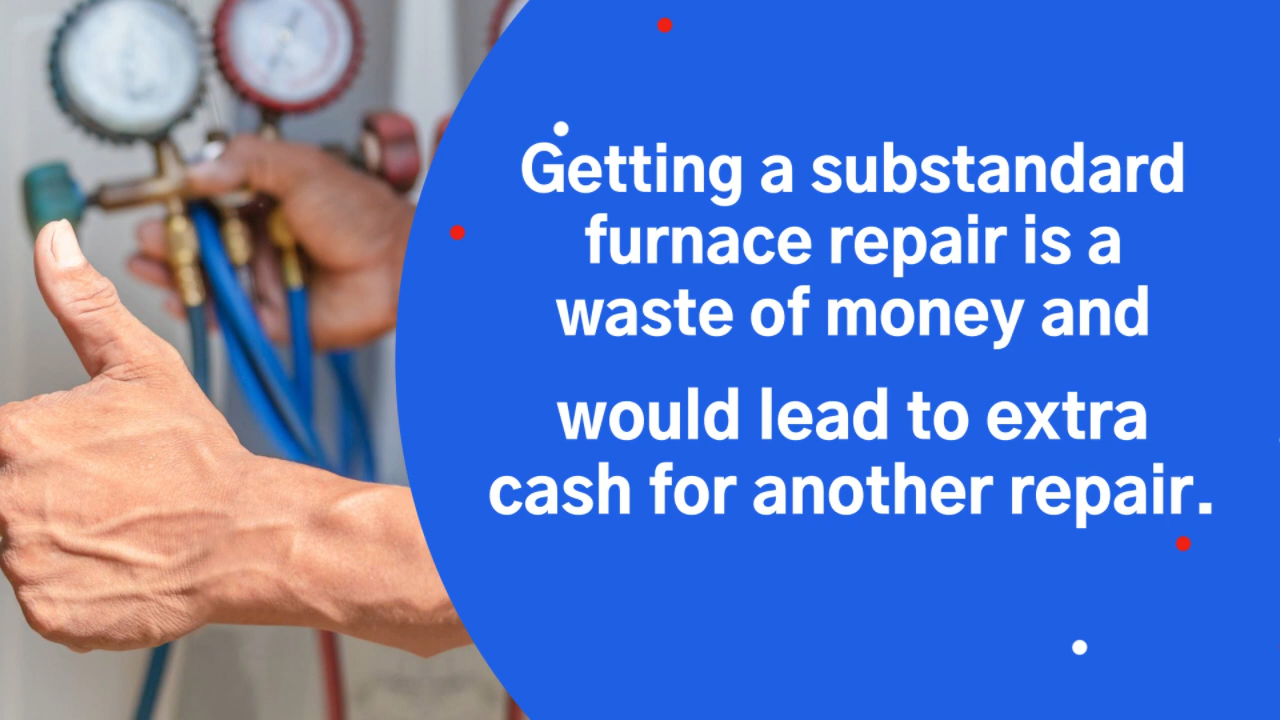 Getting a substandard
furnace repair is a
waste of money and
would lead to extra
cash for another repair.